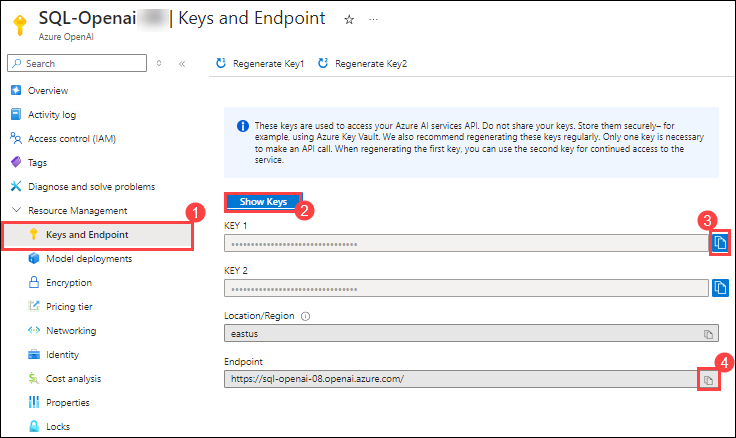 SQL-Openai | Keys and Endpoint
Azure OpenAI
Search
Regenerate Key1 Regenerate Key2
Overview
Activity log
Access control (IAM)
Tags
Diagnose and solve problems
Resource Management
1
Keys and Endpoint
Model deployments
Encryption
Pricing tier
Networking
Identity
Cost analysis
Properties
Locks
These keys are used to access your Azure AI services API. Do not share your keys. Store them securely– for
example, using Azure Key Vault. We also recommend regenerating these keys regularly. Only one key is necessary
to make an API call. When regenerating the first key, you can use the second key for continued access to the
service.
Show Keys
2
KEY 1
3
KEY 2
Location/Region
eastus
Endpoint
4
https://sql-openai-08.openai.azure.com/